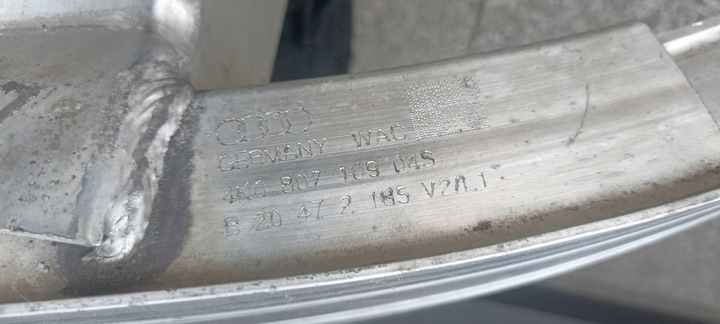 GERMANY WAC
4K0 807 109 04S
B 20 47 2 185 V2/L1